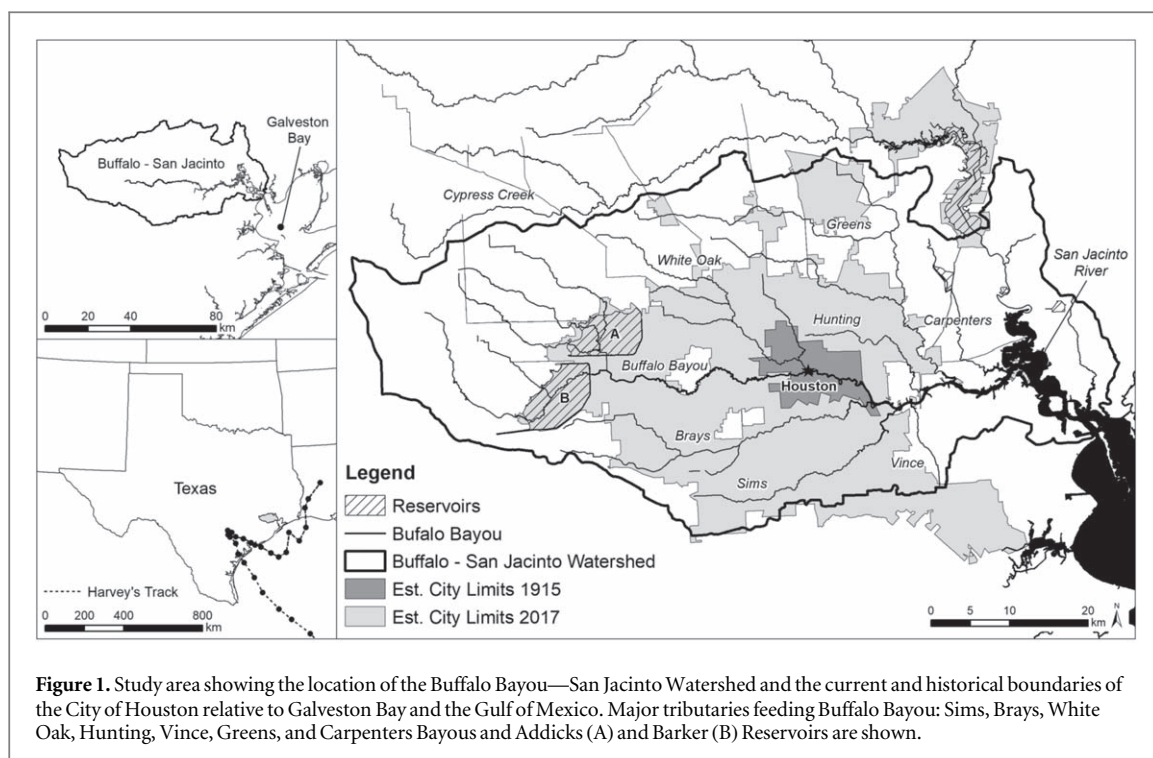 Galveston
Bay
Buffalo - San Jacinto
0 20 40 80
km
Texas
Harvey's Track
0 200 400 800
km
Cypress Creek
Greens
San Jacinto
River
White Oak
Hunting
Carpenters
A
Buffalo Bayou
B
Houston
Brays
Vince
Sims
Legend
Reservoirs
Bufalo Bayou
Buffalo - San Jacinto Watershed
Est. City Limits 1915
Est. City Limits 2017
0 5 10 20
km
N
Figure 1. Study area showing the location of the Buffalo Bayou—San Jacinto Watershed and the current and historical boundaries of
the City of Houston relative to Galveston Bay and the Gulf of Mexico. Major tributaries feeding Buffalo Bayou: Sims, Brays, White
Oak, Hunting, Vince, Greens, and Carpenters Bayous and Addicks (A) and Barker (B) Reservoirs are shown.